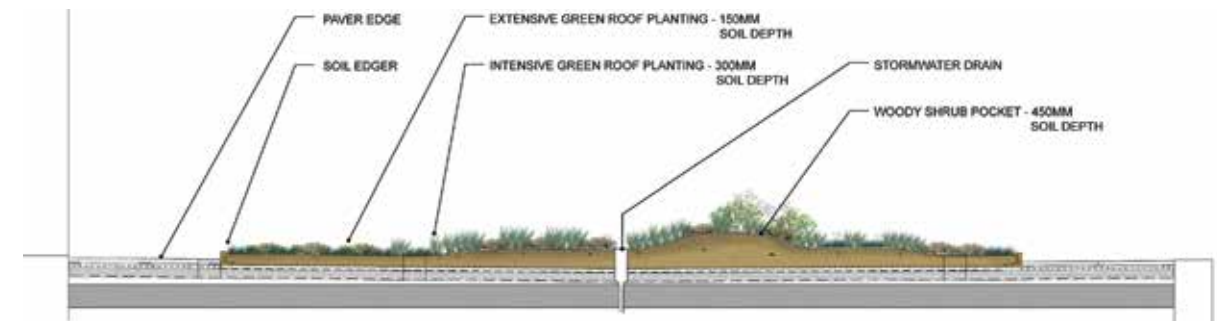 PAVER EDGE
EXTENSIVE GREEN ROOF PLANTING - 150MM
SOIL DEPTH
SOIL EDGER
INTENSIVE GREEN ROOF PLANTING - 300MM
SOIL DEPTH
STORMWATER DRAIN
WOODY SHRUB POCKET - 450MM
SOIL DEPTH